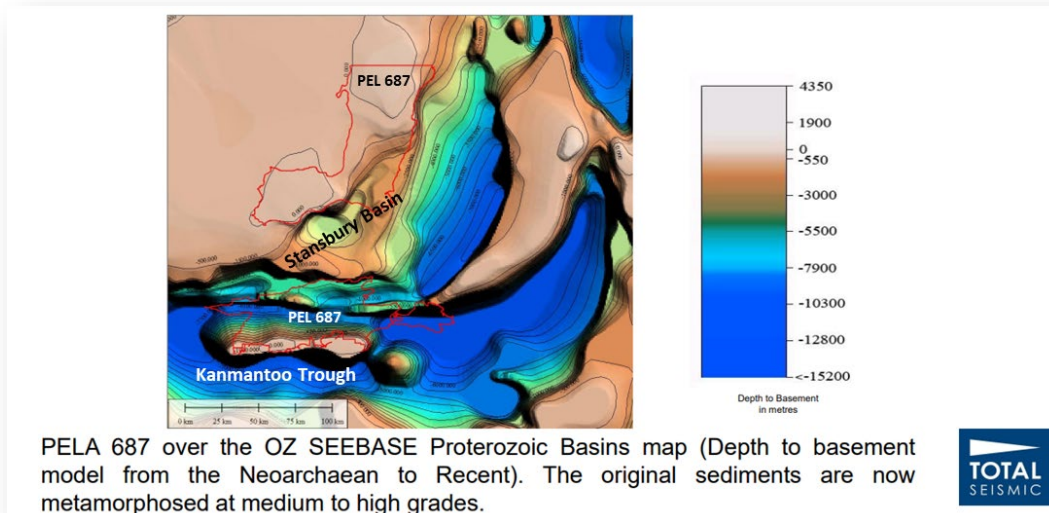 PEL 687
Stansbury Basin
PEL 687
Kanmantoo Trough
0 km 25 km 50 km 75 km 100 km
4350
1900
0
-550
-3000
-5500
-7900
-10300
-12800
<-15200
Depth to Basement
in metres
PELA 687 over the OZ SEEBASE Proterozoic Basins map (Depth to basement
model from the Neoarchaean to Recent). The original sediments are now
metamorphosed at medium to high grades.
TOTAL
SEISMIC